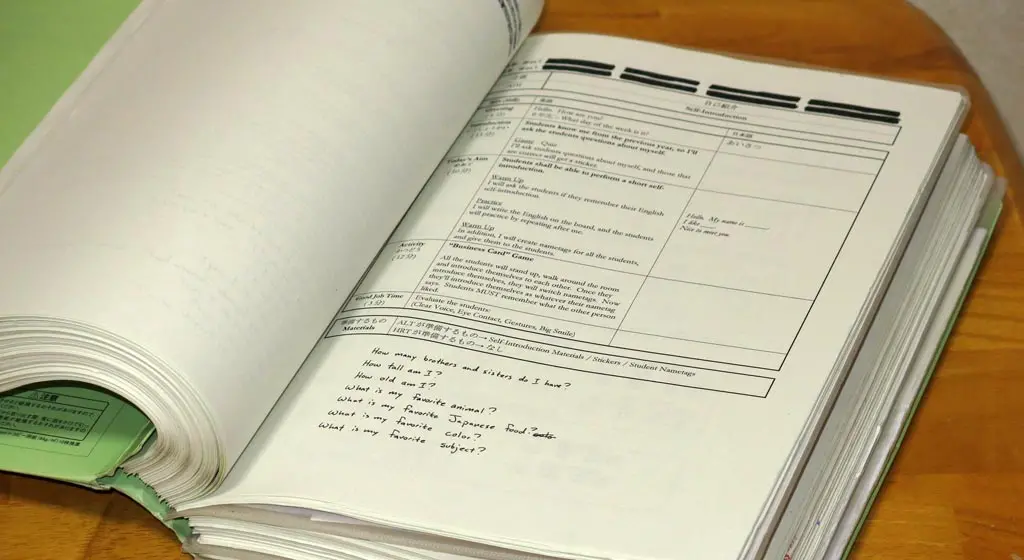 自己紹介
Self-Introduction
英語
日本語
Hello. How are you?
What day of the week is it?
あいさつ
Students know me from the previous year, so I'll
ask the students questions about myself.
Game: Quiz
I'll ask students questions about myself, and those that
are correct will get a sticker.
Today's Aim
Students shall be able to perform a short self-
introduction.
Warm Up
I will ask the students if they remember their English
self-introduction.
Practice
I will write the English on the board, and the students
will practice by repeating after me.
Hello. My name is
I like
Nice to meet you.
Warm Up
In addition, I will create nametags for all the students,
and give them to the students.
Activity
(12分)
"Business Card" Game
All the students will stand up, walk around the room
and introduce themselves to each other. Once they
introduce themselves, they will switch nametags. Now
they'll introduce themselves as whatever their nametag
says. Students MUST remember what the other person
liked.
Good Job Time
(3分)
Evaluate the students:
(Clear Voice, Eye Contact, Gestures, Big Smile)
準備するもの
Materials
ALTが準備するもの→ Self-Introduction Materials / Stickers / Student Nametags
HRTが準備するもの→ なし
How many brothers and sisters do I have?
How tall am I?
How old am I?
What is my favorite animal?
What is my favorite Japanese food?
What is my favorite color?
What is my favorite subject?
注意